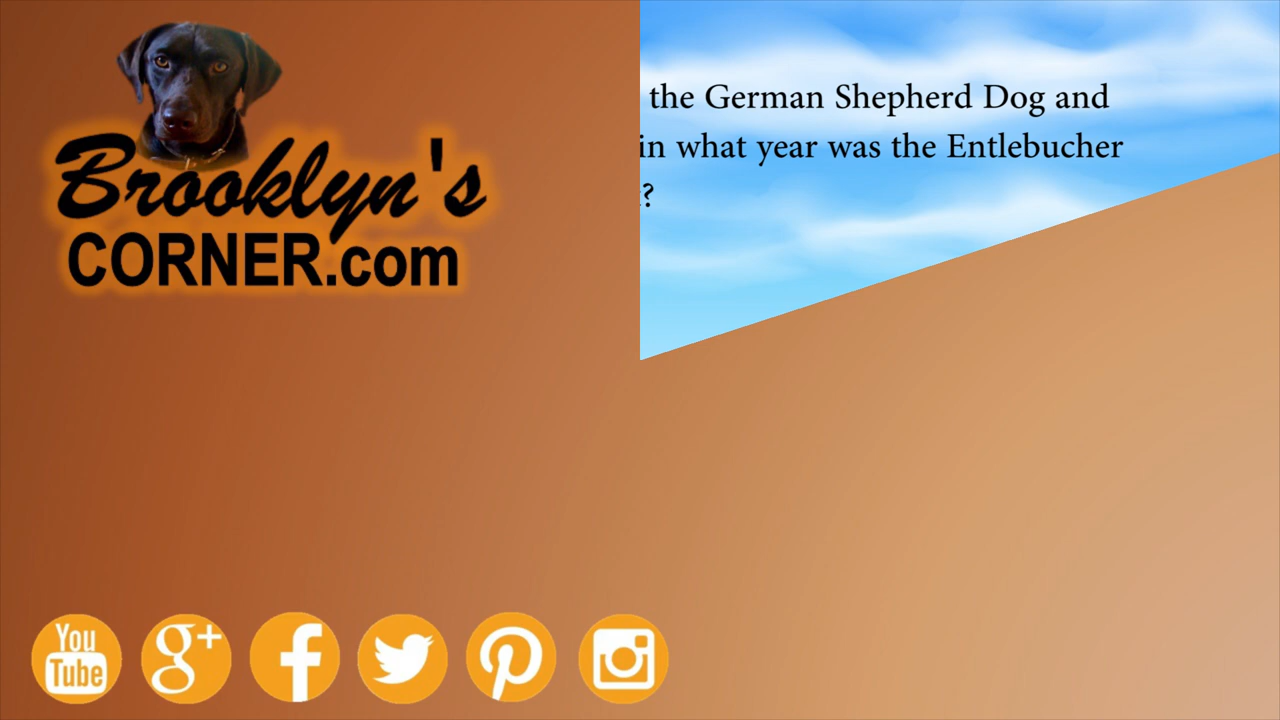 Brooklyn's
CORNER.com
the German Shepherd Dog and
in what year was the Entlebucher
?
You
Tube
g+